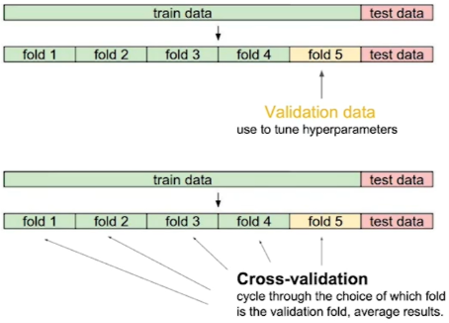 train data test data
fold 1 fold 2 fold 3 fold 4 fold 5 test data
Validation data
use to tune hyperparameters
train data test data
fold 1 fold 2 fold 3 fold 4 fold 5 test data
Cross-validation
cycle through the choice of which fold
is the validation fold, average results.